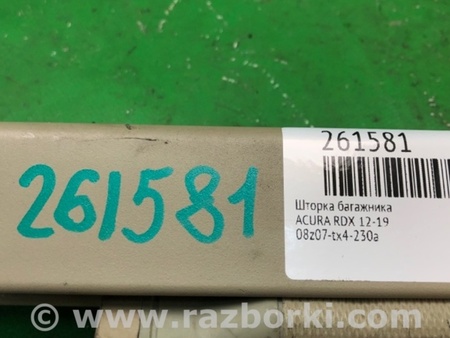 261581
261581
Шторка багажника
ACURA RDX 12-19
08z07-tx4-230a
© www.razborki.com